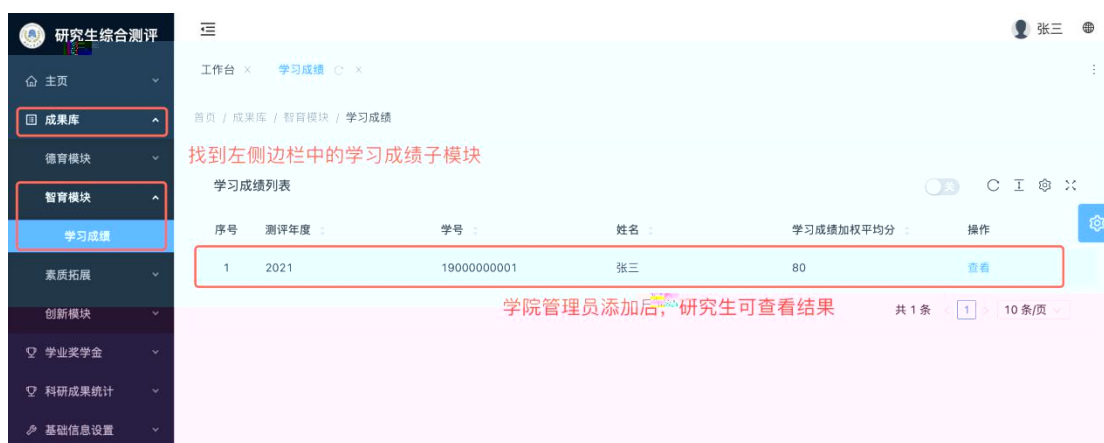 研究生综合测评
张三
主页
工作台 × 学习成绩 ×
成果库
首页 / 成果库 / 智育模块 / 学习成绩
德育模块
找到左侧边栏中的学习成绩子模块
智育模块
学习成绩列表
关
学习成绩
序号 测评年度 学号 姓名 学习成绩加权平均分 操作
素质拓展
1 2021 19000000001 张三 80 查看
创新模块
学院管理员添加后，研究生可查看结果
共 1 条 < 1 > 10 条/页
学业奖学金
科研成果统计
基础信息设置